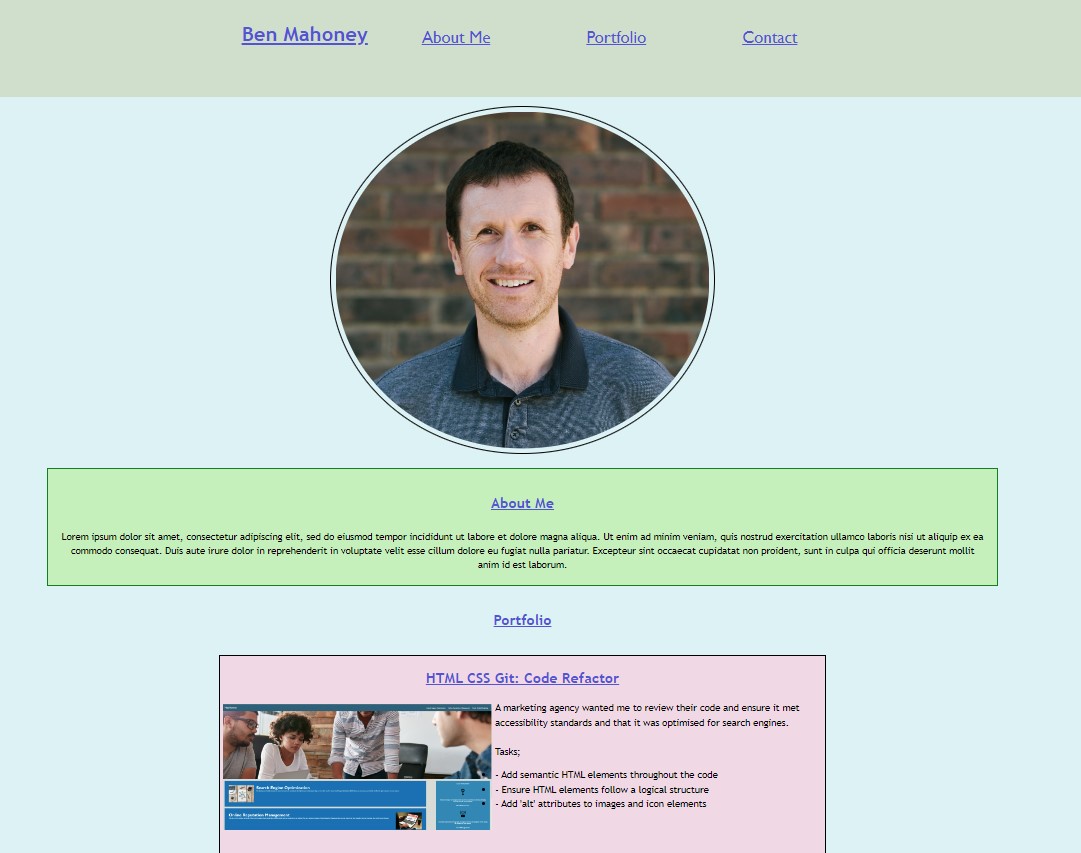 Ben Mahoney
About Me
Portfolio
Contact
About Me
Lorem ipsum dolor sit amet, consectetur adipiscing elit, sed do eiusmod tempor incididunt ut labore et dolore magna aliqua. Ut enim ad minim veniam, quis nostrud exercitation ullamco laboris nisi ut aliquip ex ea
commodo consequat. Duis aute irure dolor in reprehenderit in voluptate velit esse cillum dolore eu fugiat nulla pariatur. Excepteur sint occaecat cupidatat non proident, sunt in culpa qui officia deserunt mollit
anim id est laborum.
Portfolio
HTML CSS Git: Code Refactor
A marketing agency wanted me to review their code and ensure it met
accessibility standards and that it was optimised for search engines.
Tasks;
- Add semantic HTML elements throughout the code
- Ensure HTML elements follow a logical structure
- Add 'alt' attributes to images and icon elements
Search Engine Optimization
Online Reputation Management